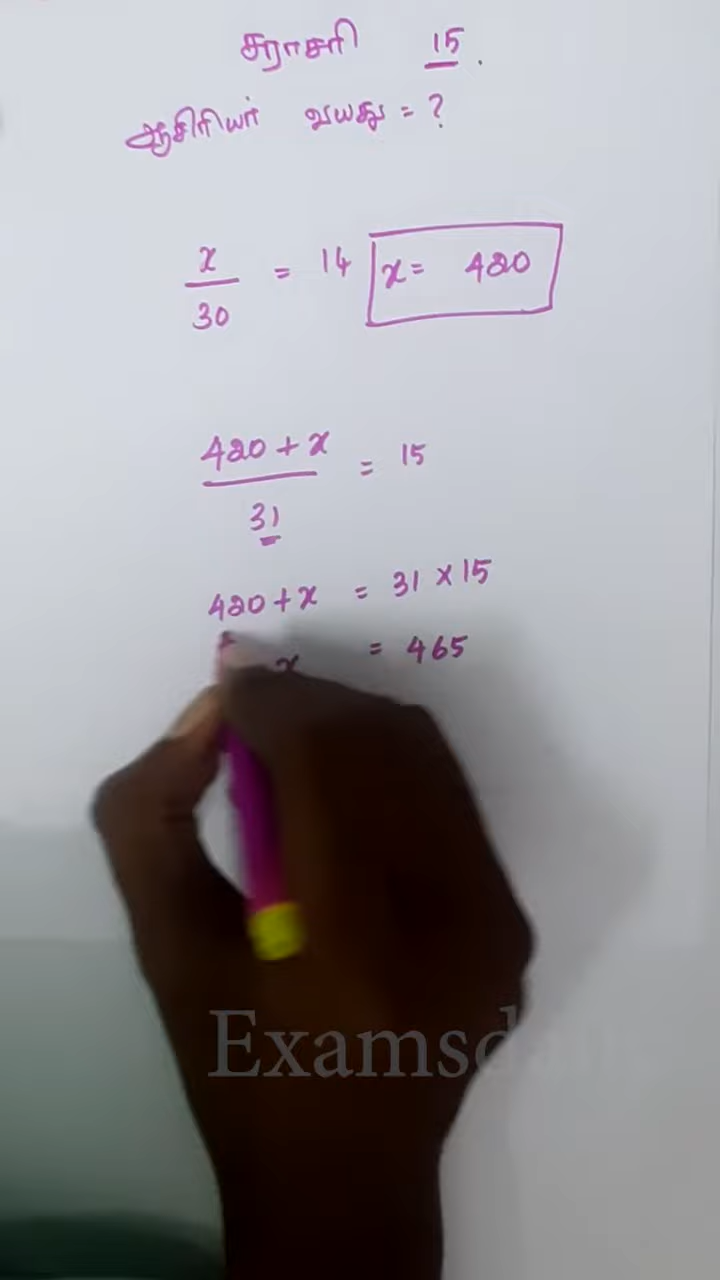 சராசரி 15.
ஆசிரியர் வயது = ?
x/30 = 14 x = 420
420 + x/31 = 15
420 + x = 31 × 15
x = 465
Examsd